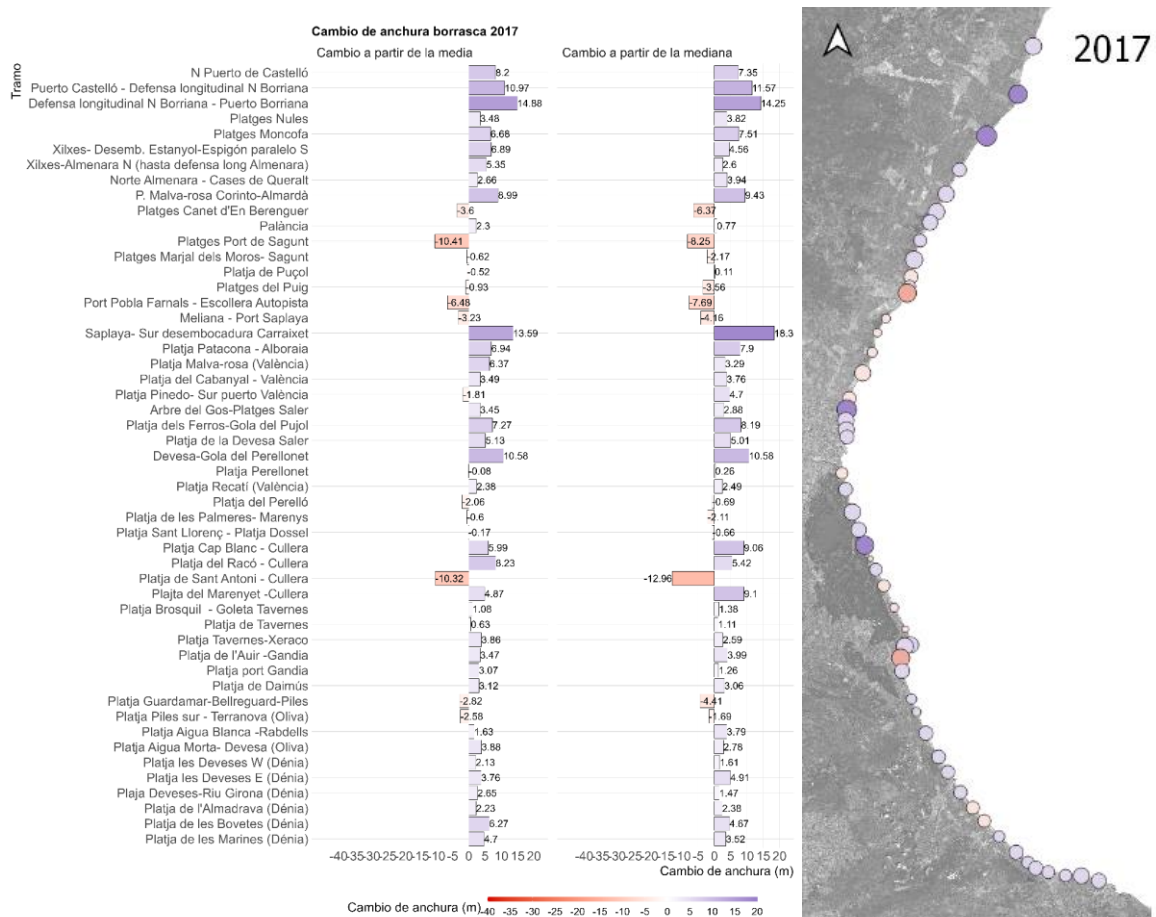 Cambio de anchura borrasca 2017
Cambio a partir de la media Cambio a partir de la mediana
Tramo
N Puerto de Castelló 8.2 7.35
Puerto Castelló - Defensa longitudinal N Borriana 10.97 11.57
Defensa longitudinal N Borriana - Puerto Borriana 14.88 14.25
Platges Nules 3.48 3.82
Platges Moncofa 6.68 7.51
Xilxes- Desemb. Estanyol-Espigón paralelo S 6.89 4.56
Xilxes-Almenara N (hasta defensa long Almenara) 5.35 2.6
Norte Almenara - Cases de Queralt 2.66 3.94
P. Malva-rosa Corinto-Almardà 8.99 9.43
Platges Canet d'En Berenguer -3.6 -6.37
Palància 2.3 0.77
Platges Port de Sagunt -10.41 -8.25
Platges Marjal dels Moros- Sagunt -0.62 -2.17
Platja de Puçol -0.52 0.11
Platges del Puig -0.93 -3.56
Port Pobla Farnals - Escollera Autopista -6.48 -7.69
Meliana - Port Saplaya -3.23 -4.16
Saplaya- Sur desembocadura Carraixet 13.59 18.3
Platja Patacona - Alboraia 6.94 7.9
Platja Malva-rosa (València) 6.37 3.29
Platja del Cabanyal - València 3.49 3.76
Platja Pinedo- Sur puerto València -1.81 4.7
Arbre del Gos-Platges Saler 3.45 2.88
Platja dels Ferros-Gola del Pujol 7.27 8.19
Platja de la Devesa Saler 5.13 5.01
Devesa-Gola del Perellonet 10.58 10.58
Platja Perellonet -0.08 0.26
Platja Recatí (València) 2.38 2.49
Platja del Perelló -2.06 -0.69
Platja de les Palmeres- Marenys -0.6 -2.11
Platja Sant Llorenç - Platja Dossel -0.17 -0.66
Platja Cap Blanc - Cullera 5.99 9.06
Platja del Racó - Cullera 8.23 5.42
Platja de Sant Antoni - Cullera -10.32 -12.96
Plajta del Marenyet -Cullera 4.87 9.1
Platja Brosquil - Goleta Tavernes 1.08 1.38
Platja de Tavernes 0.63 1.11
Platja Tavernes-Xeraco 3.86 2.59
Platja de l'Auir -Gandia 3.47 3.99
Platja port Gandia 3.07 1.26
Platja de Daimús 3.12 3.06
Platja Guardamar-Bellreguard-Piles -2.82 -4.41
Platja Piles sur - Terranova (Oliva) -2.58 -1.69
Platja Aigua Blanca -Rabdells 1.63 3.79
Platja Aigua Morta- Devesa (Oliva) 3.88 2.78
Platja les Deveses W (Dénia) 2.13 1.61
Platja les Deveses E (Dénia) 3.76 4.91
Plaja Deveses-Riu Girona (Dénia) 2.65 1.47
Platja de l'Almadrava (Dénia) 2.23 2.38
Platja de les Bovetes (Dénia) 6.27 4.67
Platja de les Marines (Dénia) 4.7 3.52
-40-35-30-25-20-15-10 -5 0 5 10 15 20 -40-35-30-25-20-15-10 -5 0 5 10 15 20
Cambio de anchura (m)
Cambio de anchura (m) -40 -35 -30 -25 -20 -15 -10 -5 0 5 10 15 20
2017